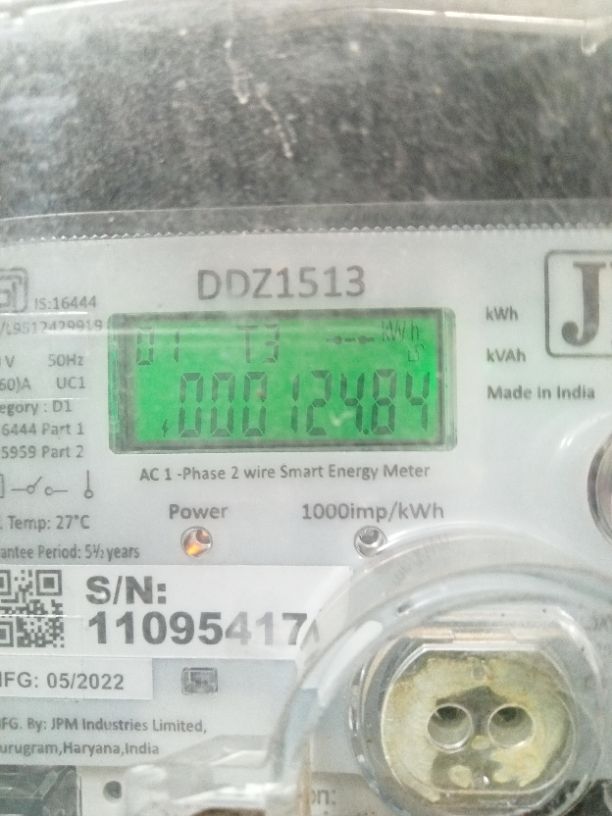 DDZ1513
IS:16444
kWh
01 T3 kWh
V 50Hz
kVAh
UC1
00012484
Made in India
D1
6444 Part 1
5959 Part 2
AC 1 -Phase 2 wire Smart Energy Meter
Temp: 27°C
Power 1000imp/kWh
antee Period: 5½ years
S/N:
11095417
MFG: 05/2022
MFG. By: JPM Industries Limited,
urugram,Haryana,India